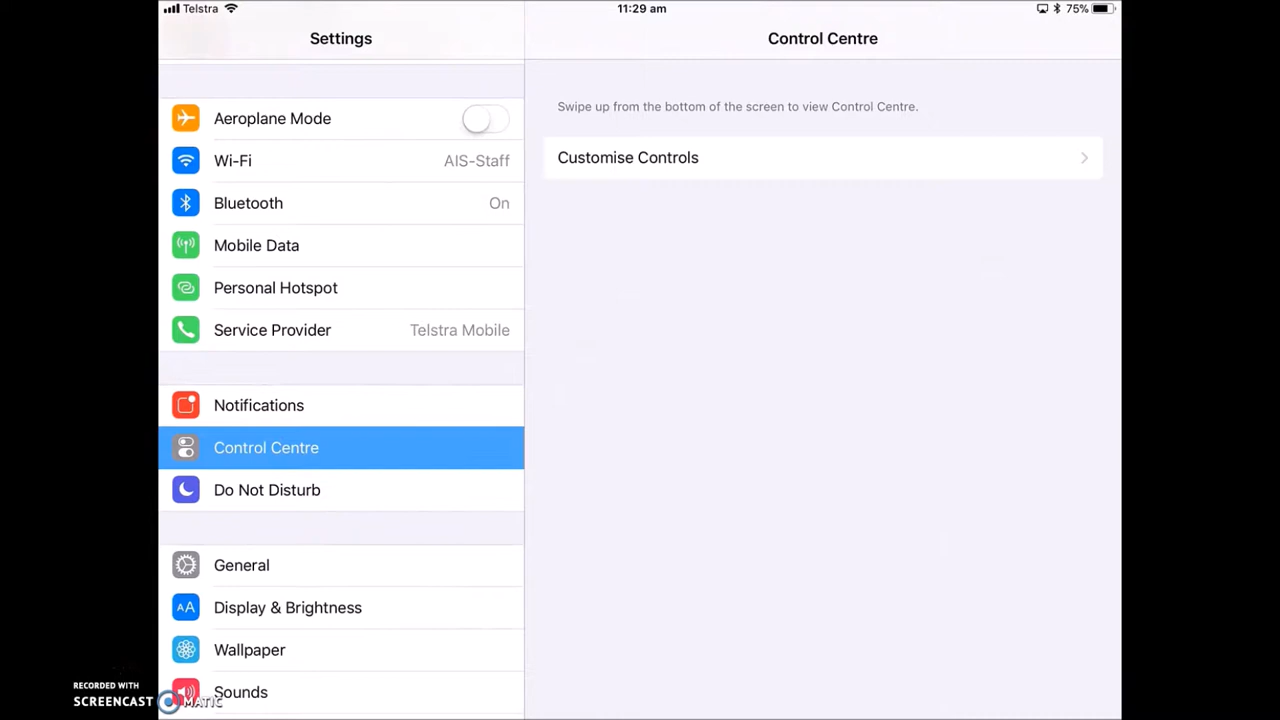 Telstra
11:29 am
75%
Settings
Control Centre
Aeroplane Mode
Wi-Fi
AIS-Staff
Bluetooth
On
Mobile Data
Personal Hotspot
Service Provider
Telstra Mobile
Notifications
Control Centre
Do Not Disturb
General
AA
Display & Brightness
Wallpaper
Sounds
Swipe up from the bottom of the screen to view Control Centre.
Customise Controls
RECORDED WITH
SCREENCAST MATIC